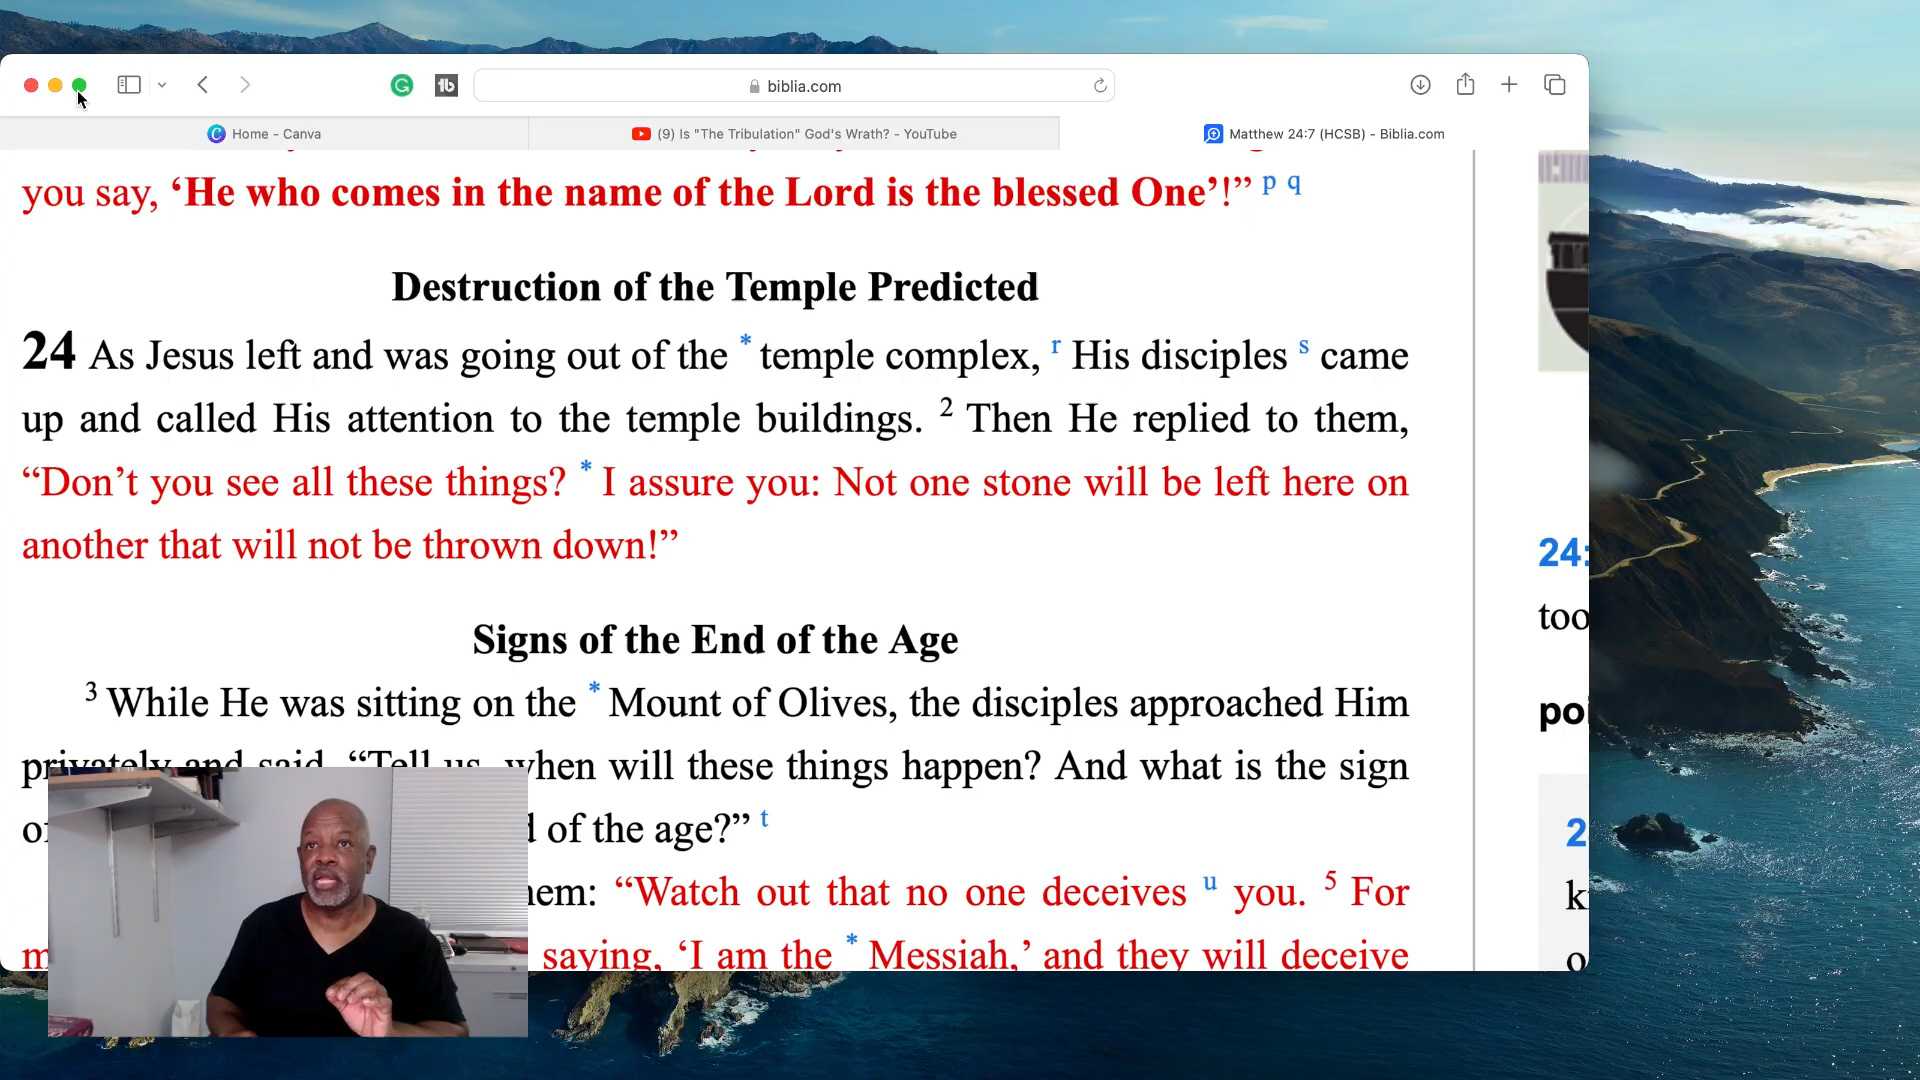 biblia.com
Home - Canva
(9) Is "The Tribulation" God's Wrath? - YouTube
Matthew 24:7 (HCSB) - Biblia.com
you say, ‘He who comes in the name of the Lord is the blessed One’!” p q
Destruction of the Temple Predicted
24 As Jesus left and was going out of the * temple complex, r His disciples s came
up and called His attention to the temple buildings. 2 Then He replied to them,
“Don’t you see all these things? * I assure you: Not one stone will be left here on
another that will not be thrown down!”
Signs of the End of the Age
3 While He was sitting on the * Mount of Olives, the disciples approached Him
privately and said, “Tell us, when will these things happen? And what is the sign
of the age?” t
“Watch out that no one deceives u you. 5 For
saying, ‘I am the * Messiah,’ and they will deceive
24:
too
poi
2
k
o